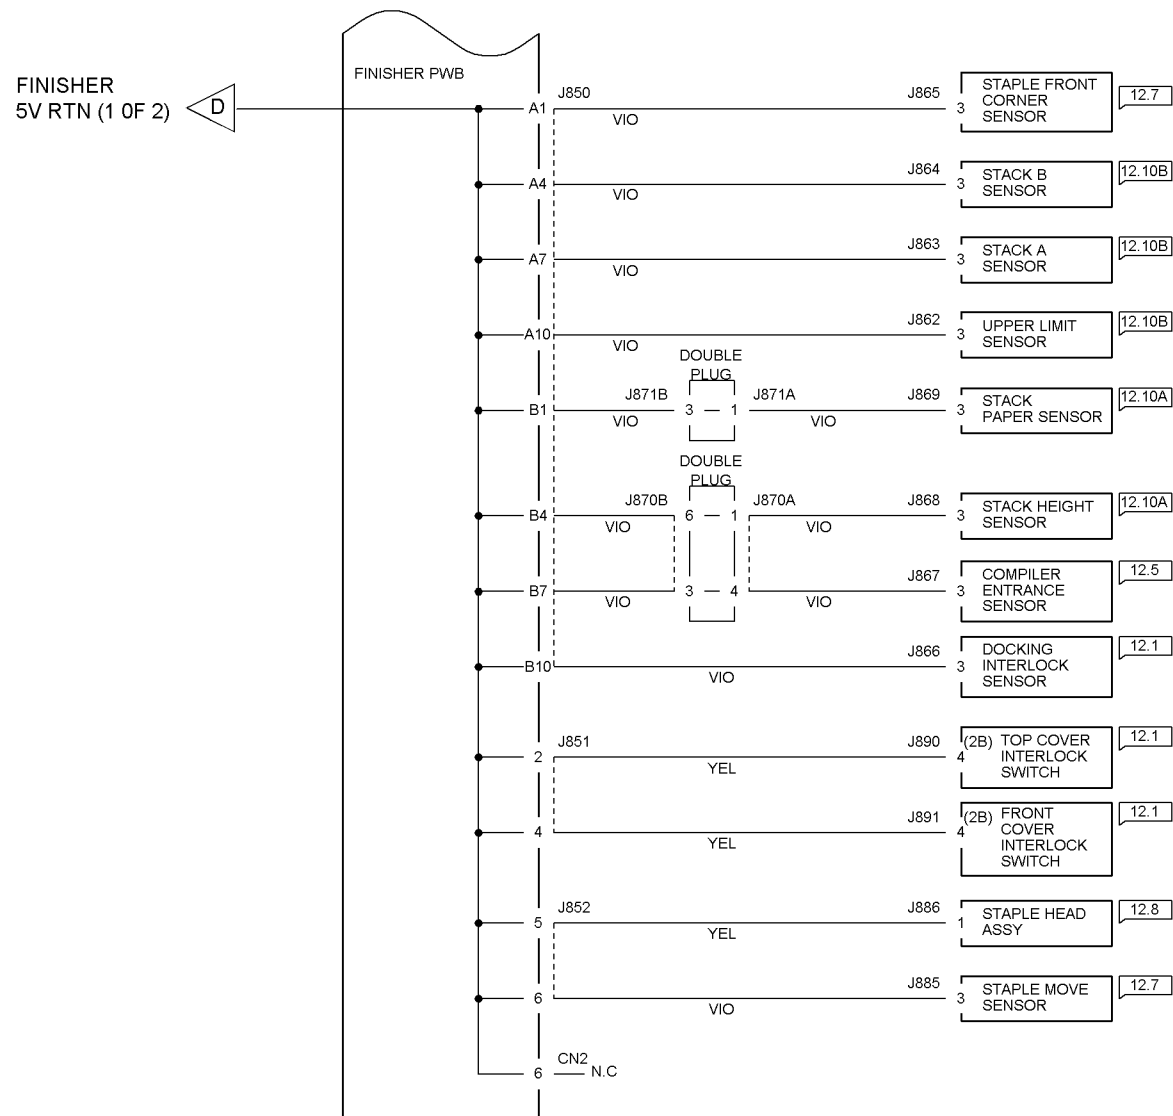 FINISHER PWB
FINISHER
5V RTN (1 0F 2)
D
A1
J850
VIO
J865
3
STAPLE FRONT
CORNER
SENSOR
12.7
A4
VIO
J864
3
STACK B
SENSOR
12.10B
A7
VIO
J863
3
STACK A
SENSOR
12.10B
A10
VIO
J862
3
UPPER LIMIT
SENSOR
12.10B
DOUBLE
PLUG
B1
VIO
J871B
3 — 1
J871A
VIO
J869
3
STACK
PAPER SENSOR
12.10A
DOUBLE
PLUG
B4
VIO
J870B
6 — 1
J870A
VIO
J868
3
STACK HEIGHT
SENSOR
12.10A
B7
VIO
3 — 4
VIO
J867
3
COMPILER
ENTRANCE
SENSOR
12.5
B10
VIO
J866
3
DOCKING
INTERLOCK
SENSOR
12.1
2
J851
YEL
J890
4
(2B) TOP COVER
INTERLOCK
SWITCH
12.1
4
YEL
J891
4
(2B) FRONT
COVER
INTERLOCK
SWITCH
12.1
5
J852
YEL
J886
1
STAPLE HEAD
ASSY
12.8
6
VIO
J885
3
STAPLE MOVE
SENSOR
12.7
6
CN2
N.C